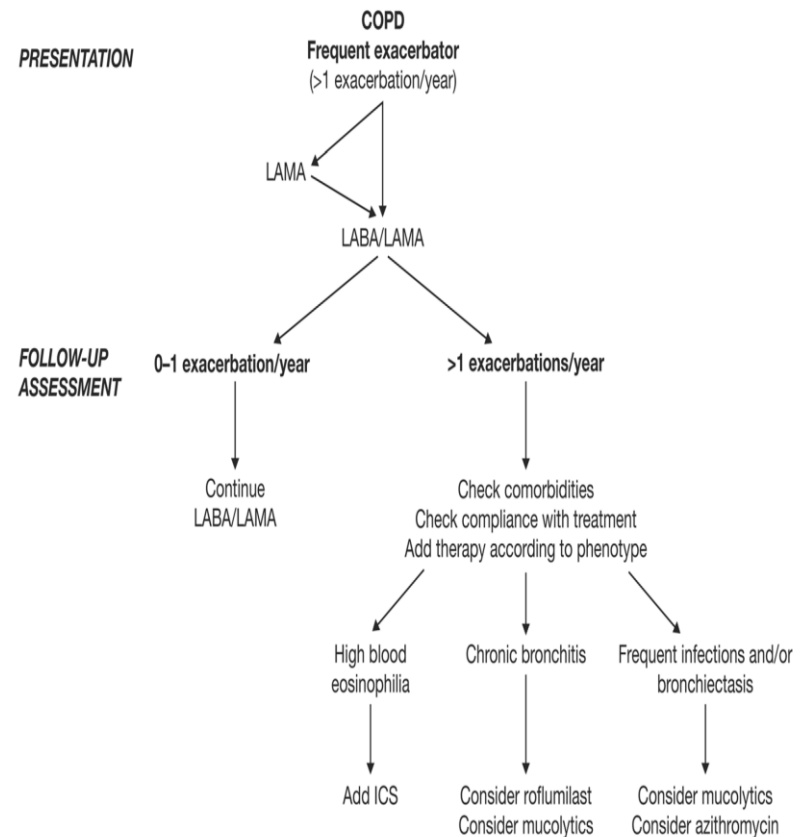 PRESENTATION
COPD
Frequent exacerbator
(>1 exacerbation/year)
LAMA
LABA/LAMA
FOLLOW-UP
ASSESSMENT
0–1 exacerbation/year
>1 exacerbations/year
Continue
LABA/LAMA
Check comorbidities
Check compliance with treatment
Add therapy according to phenotype
High blood
eosinophilia
Chronic bronchitis
Frequent infections and/or
bronchiectasis
Add ICS
Consider roflumilast
Consider mucolytics
Consider mucolytics
Consider azithromycin